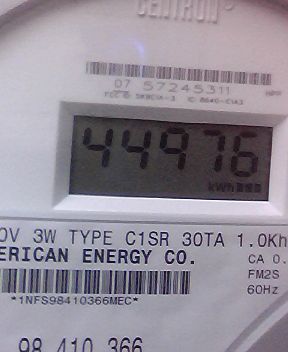 CENTRON
07 57245311
44976
kWh
0V 3W TYPE C1SR 30TA 1.0Kh
ERICAN ENERGY CO.
CA 0.
FM2S
*1NFS98410366MEC*
60Hz
98 410 366